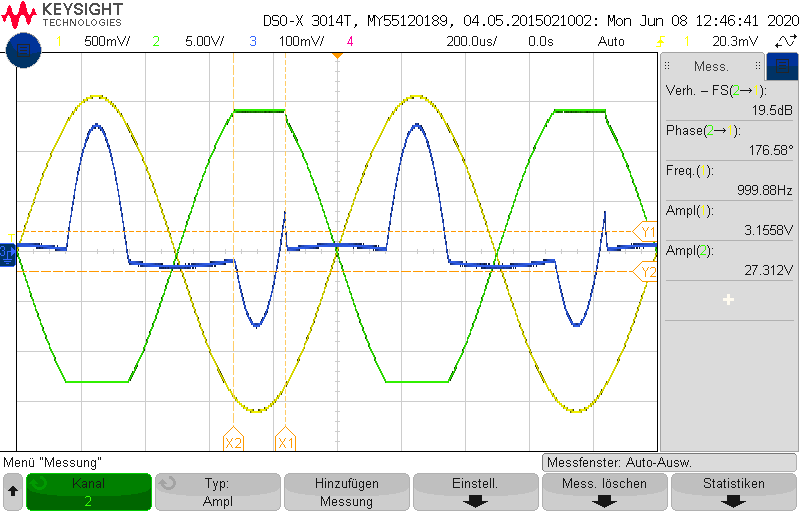 KEYSIGHT
TECHNOLOGIES
DSO-X 3014T, MY55120189, 04.05.2015021002: Mon Jun 08 12:46:41 2020
1 500mV/ 2 5.00V/ 3 100mV/ 4 200.0us/ 0.0s Auto 1 20.3mV
Mess.
Verh. – FS(2→1):
19.5dB
Phase(2→1):
176.58°
Freq.(1):
999.88Hz
Ampl(1):
3.1558V
Ampl(2):
27.312V
Y1
3
Y2
X2 X1
Menü "Messung"
Messfenster: Auto-Ausw.
Kanal
2
Typ:
Ampl
Hinzufügen
Messung
Einstell.
Mess. löschen
Statistiken